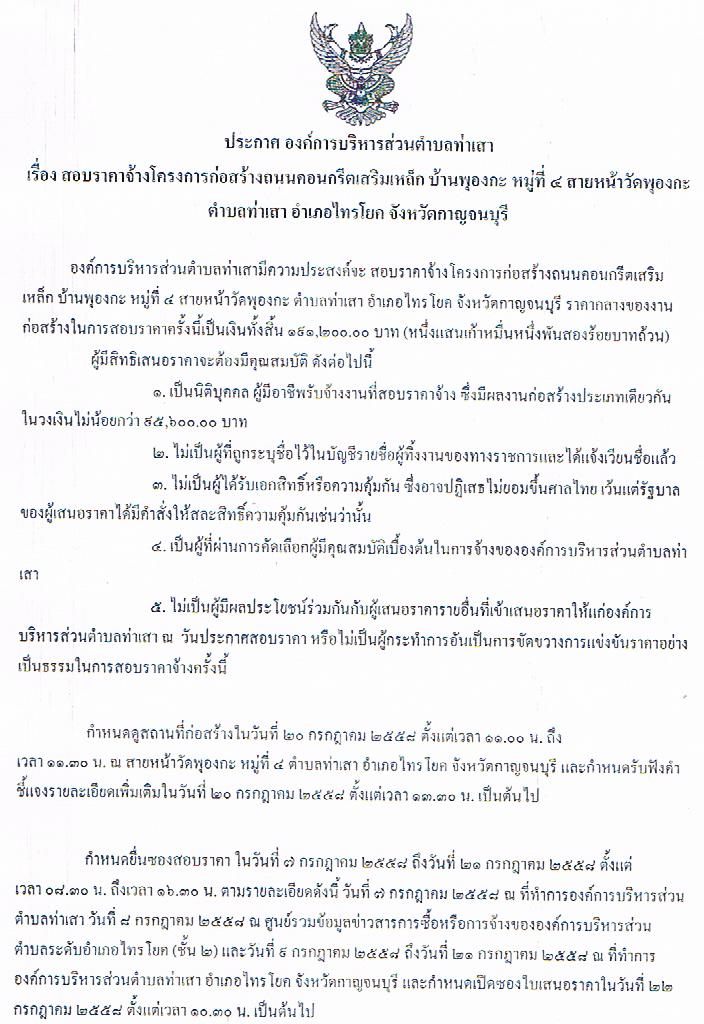 ประกาศ องค์การบริหารส่วนตำบลท่าเสา
เรื่อง สอบราคาจ้างโครงการก่อสร้างถนนคอนกรีตเสริมเหล็ก บ้านพุองกะ หมู่ที่ ๔ สายหน้าวัดพุองกะ
ตำบลท่าเสา อำเภอไทรโยค จังหวัดกาญจนบุรี
องค์การบริหารส่วนตำบลท่าเสามีความประสงค์จะ สอบราคาจ้างโครงการก่อสร้างถนนคอนกรีตเสริม
เหล็ก บ้านพุองกะ หมู่ที่ ๔ สายหน้าวัดพุองกะ ตำบลท่าเสา อำเภอไทรโยค จังหวัดกาญจนบุรี ราคากลางของงาน
ก่อสร้างในการสอบราคาครั้งนี้เป็นเงินทั้งสิ้น ๑๙๑,๒๐๐.๐๐ บาท (หนึ่งแสนเก้าหมื่นหนึ่งพันสองร้อยบาทถ้วน)
ผู้มีสิทธิเสนอราคาจะต้องมีคุณสมบัติ ดังต่อไปนี้
๑. เป็นนิติบุคคล ผู้มีอาชีพรับจ้างงานที่สอบราคาจ้าง ซึ่งมีผลงานก่อสร้างประเภทเดียวกัน
ในวงเงินไม่น้อยกว่า ๙๕,๖๐๐.๐๐ บาท
๒. ไม่เป็นผู้ที่ถูกระบุชื่อไว้ในบัญชีรายชื่อผู้ทิ้งงานของทางราชการและได้แจ้งเวียนชื่อแล้ว
๓. ไม่เป็นผู้ได้รับเอกสิทธิ์หรือความคุ้มกัน ซึ่งอาจปฏิเสธไม่ยอมขึ้นศาลไทย เว้นแต่รัฐบาล
ของผู้เสนอราคาได้มีคำสั่งให้สละสิทธิ์ความคุ้มกันเช่นว่านั้น
๔. เป็นผู้ที่ผ่านการคัดเลือกผู้มีคุณสมบัติเบื้องต้นในการจ้างขององค์การบริหารส่วนตำบลท่า
เสา
๕. ไม่เป็นผู้มีผลประโยชน์ร่วมกันกับผู้เสนอราคารายอื่นที่เข้าเสนอราคาให้แก่องค์การ
บริหารส่วนตำบลท่าเสา ณ วันประกาศสอบราคา หรือไม่เป็นผู้กระทำการอันเป็นการขัดขวางการแข่งขันราคาอย่าง
เป็นธรรมในการสอบราคาจ้างครั้งนี้
กำหนดดูสถานที่ก่อสร้างในวันที่ ๒๐ กรกฎาคม ๒๕๕๘ ตั้งแต่เวลา ๑๑.๐๐ น. ถึง
เวลา ๑๑.๓๐ น. ณ สายหน้าวัดพุองกะ หมู่ที่ ๔ ตำบลท่าเสา อำเภอไทรโยค จังหวัดกาญจนบุรี และกำหนดรับฟังคำ
ชี้แจงรายละเอียดเพิ่มเติมในวันที่ ๒๐ กรกฎาคม ๒๕๕๘ ตั้งแต่เวลา ๑๓.๓๐ น. เป็นต้นไป
กำหนดยื่นซองสอบราคา ในวันที่ ๗ กรกฎาคม ๒๕๕๘ ถึงวันที่ ๒๑ กรกฎาคม ๒๕๕๘ ตั้งแต่
เวลา ๐๘.๓๐ น. ถึงเวลา ๑๖.๓๐ น. ตามรายละเอียดดังนี้ วันที่ ๗ กรกฎาคม ๒๕๕๘ ณ ที่ทำการองค์การบริหารส่วน
ตำบลท่าเสา วันที่ ๘ กรกฎาคม ๒๕๕๘ ณ ศูนย์รวมข้อมูลข่าวสารการซื้อหรือการจ้างขององค์การบริหารส่วน
ตำบลระดับอำเภอไทรโยค (ชั้น ๒) และวันที่ ๙ กรกฎาคม ๒๕๕๘ ถึงวันที่ ๒๑ กรกฎาคม ๒๕๕๘ ณ ที่ทำการ
องค์การบริหารส่วนตำบลท่าเสา อำเภอไทรโยค จังหวัดกาญจนบุรี และกำหนดเปิดซองใบเสนอราคาในวันที่ ๒๒
กรกฎาคม ๒๕๕๘ ตั้งแต่เวลา ๑๐.๓๐ น. เป็นต้นไป